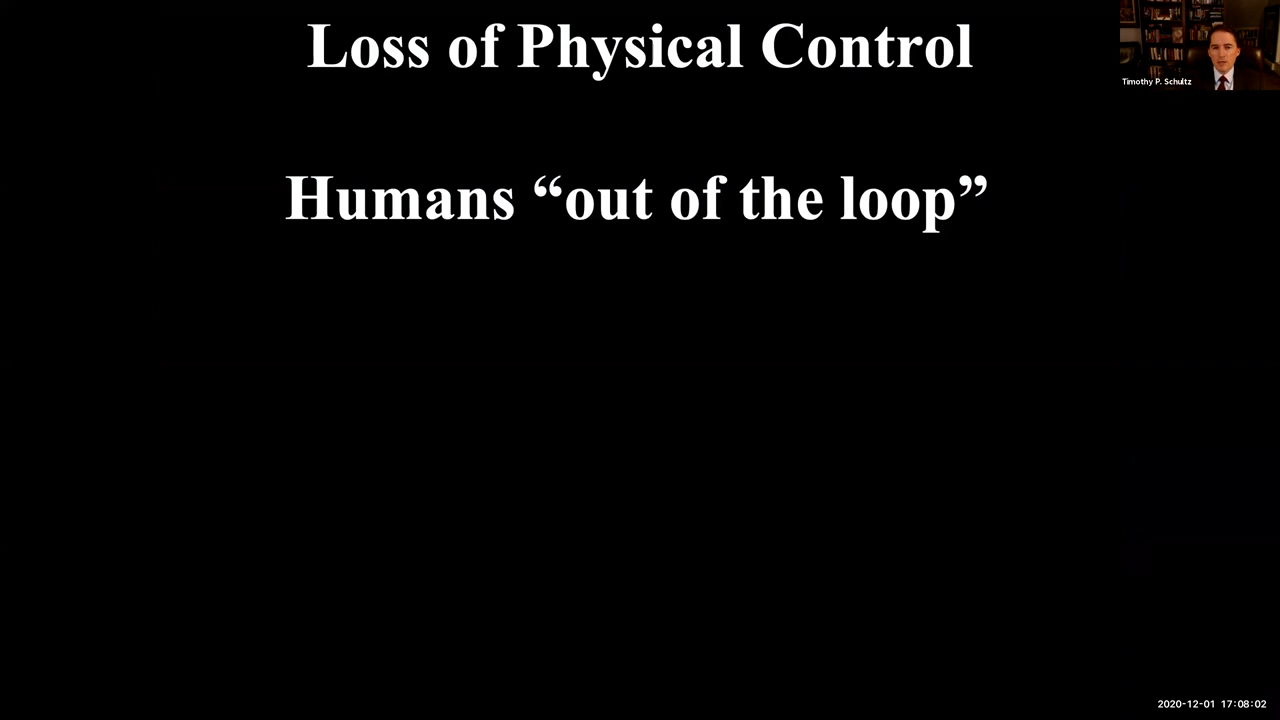 Loss of Physical Control
Timothy P. Schultz
Humans “out of the loop”
2020-12-01 17:08:02